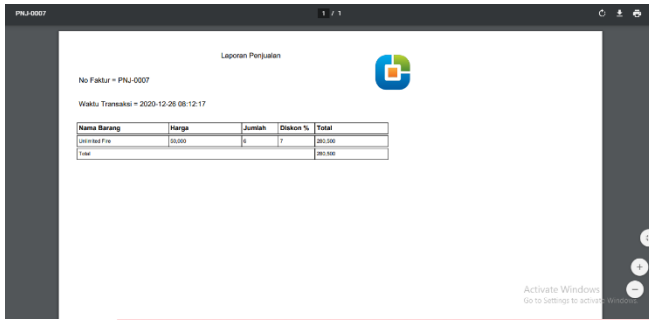 PNJ-0007
1 / 1
Laporan Penjualan
No Faktur = PNJ-0007
Waktu Transaksi = 2020-12-26 08:12:17
Nama Barang Harga Jumlah Diskon % Total
Unlimited Fire 50,000 6 7 280,500
Total 280,500
Activate Windows
Go to Settings to activate Windows.